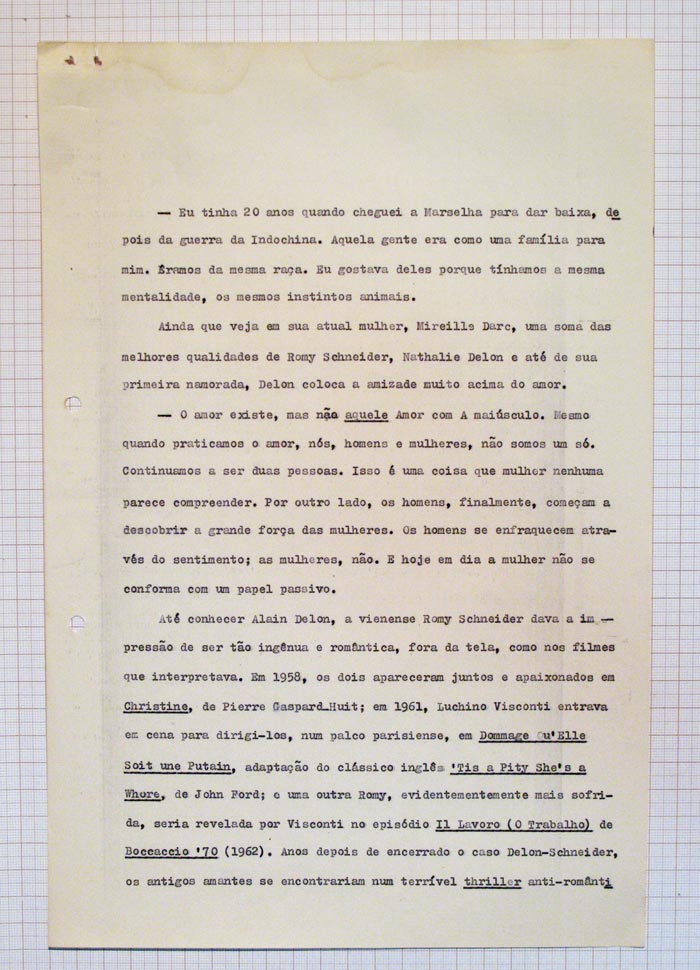 — Eu tinha 20 anos quando cheguei a Marselha para dar baixa, de
pois da guerra da Indochina. Aquela gente era como uma família para
mim. Éramos da mesma raça. Eu gostava deles porque tínhamos a mesma
mentalidade, os mesmos instintos animais.
Ainda que veja em sua atual mulher, Mireille Darc, uma soma das
melhores qualidades de Romy Schneider, Nathalie Delon e até de sua
primeira namorada, Delon coloca a amizade muito acima do amor.
— O amor existe, mas não aquele Amor com A maiúsculo. Mesmo
quando praticamos o amor, nós, homens e mulheres, não somos um só.
Continuamos a ser duas pessoas. Isso é uma coisa que mulher nenhuma
parece compreender. Por outro lado, os homens, finalmente, começam a
descobrir a grande força das mulheres. Os homens se enfraquecem atra-
vés do sentimento; as mulheres, não. E hoje em dia a mulher não se
conforma com um papel passivo.
Até conhecer Alain Delon, a vienense Romy Schneider dava a im —
pressão de ser tão ingênua e romântica, fora da tela, como nos filmes
que interpretava. Em 1958, os dois apareceram juntos e apaixonados em
Christine, de Pierre Gaspard-Huit; em 1961, Luchino Visconti entrava
em cena para dirigi-los, num palco parisiense, em Dommage Qu'Elle
Soit une Putain, adaptação do clássico inglês 'Tis a Pity She's a
Whore, de John Ford; e uma outra Romy, evidentementemente mais sofri-
da, seria revelada por Visconti no episódio Il Lavoro (O Trabalho) de
Boccaccio '70 (1962). Anos depois de encerrado o caso Delon-Schneider,
os antigos amantes se encontrariam num terrível thriller anti-românti